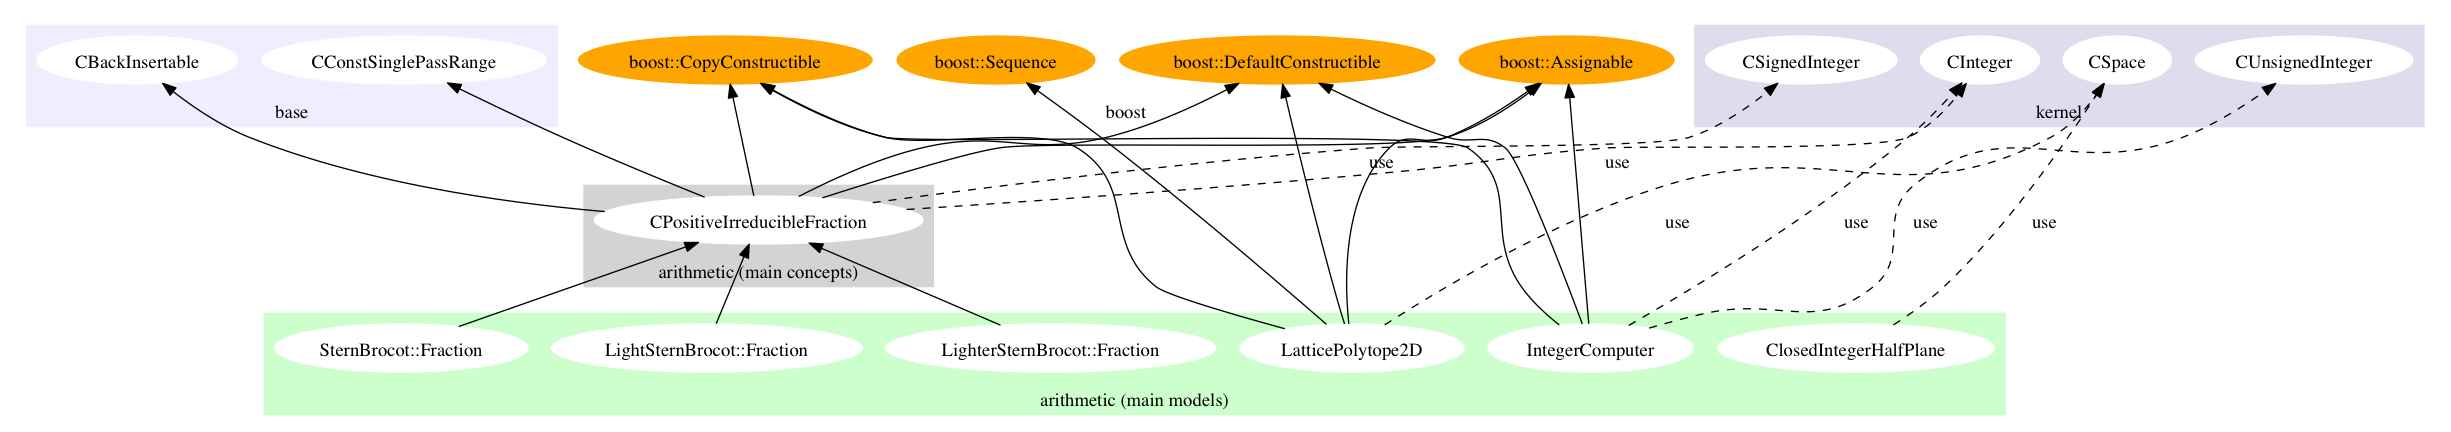 CBackInsertable
CConstSinglePassRange
boost::CopyConstructible
boost::Sequence
boost::DefaultConstructible
boost::Assignable
CSignedInteger
CInteger
CSpace
CUnsignedInteger
base
boost
kernel
use
use
CPositiveIrreducibleFraction
use
use
use
use
arithmetic (main concepts)
SternBrocot::Fraction
LightSternBrocot::Fraction
LighterSternBrocot::Fraction
LatticePolytope2D
IntegerComputer
ClosedIntegerHalfPlane
arithmetic (main models)